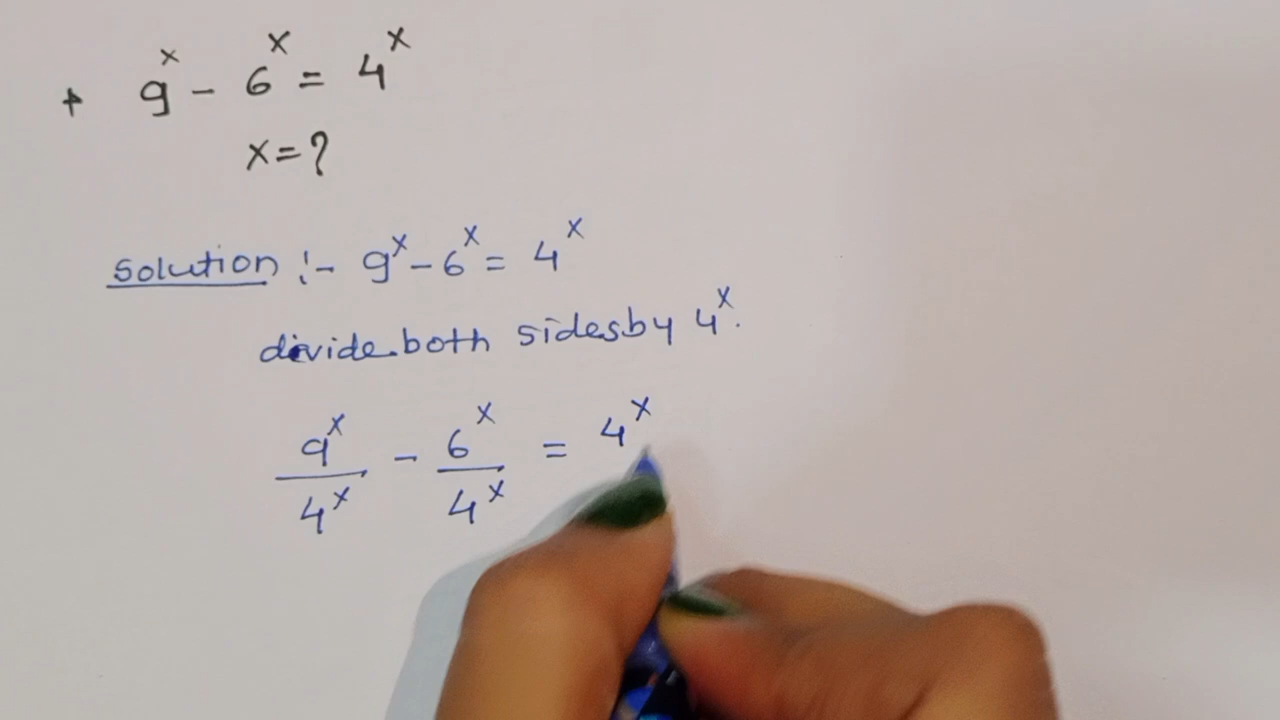 + 9^x - 6^x = 4^x
x = ?
Solution :- 9^x - 6^x = 4^x
divide both sides by 4^x.
9^x/4^x - 6^x/4^x = 4^x